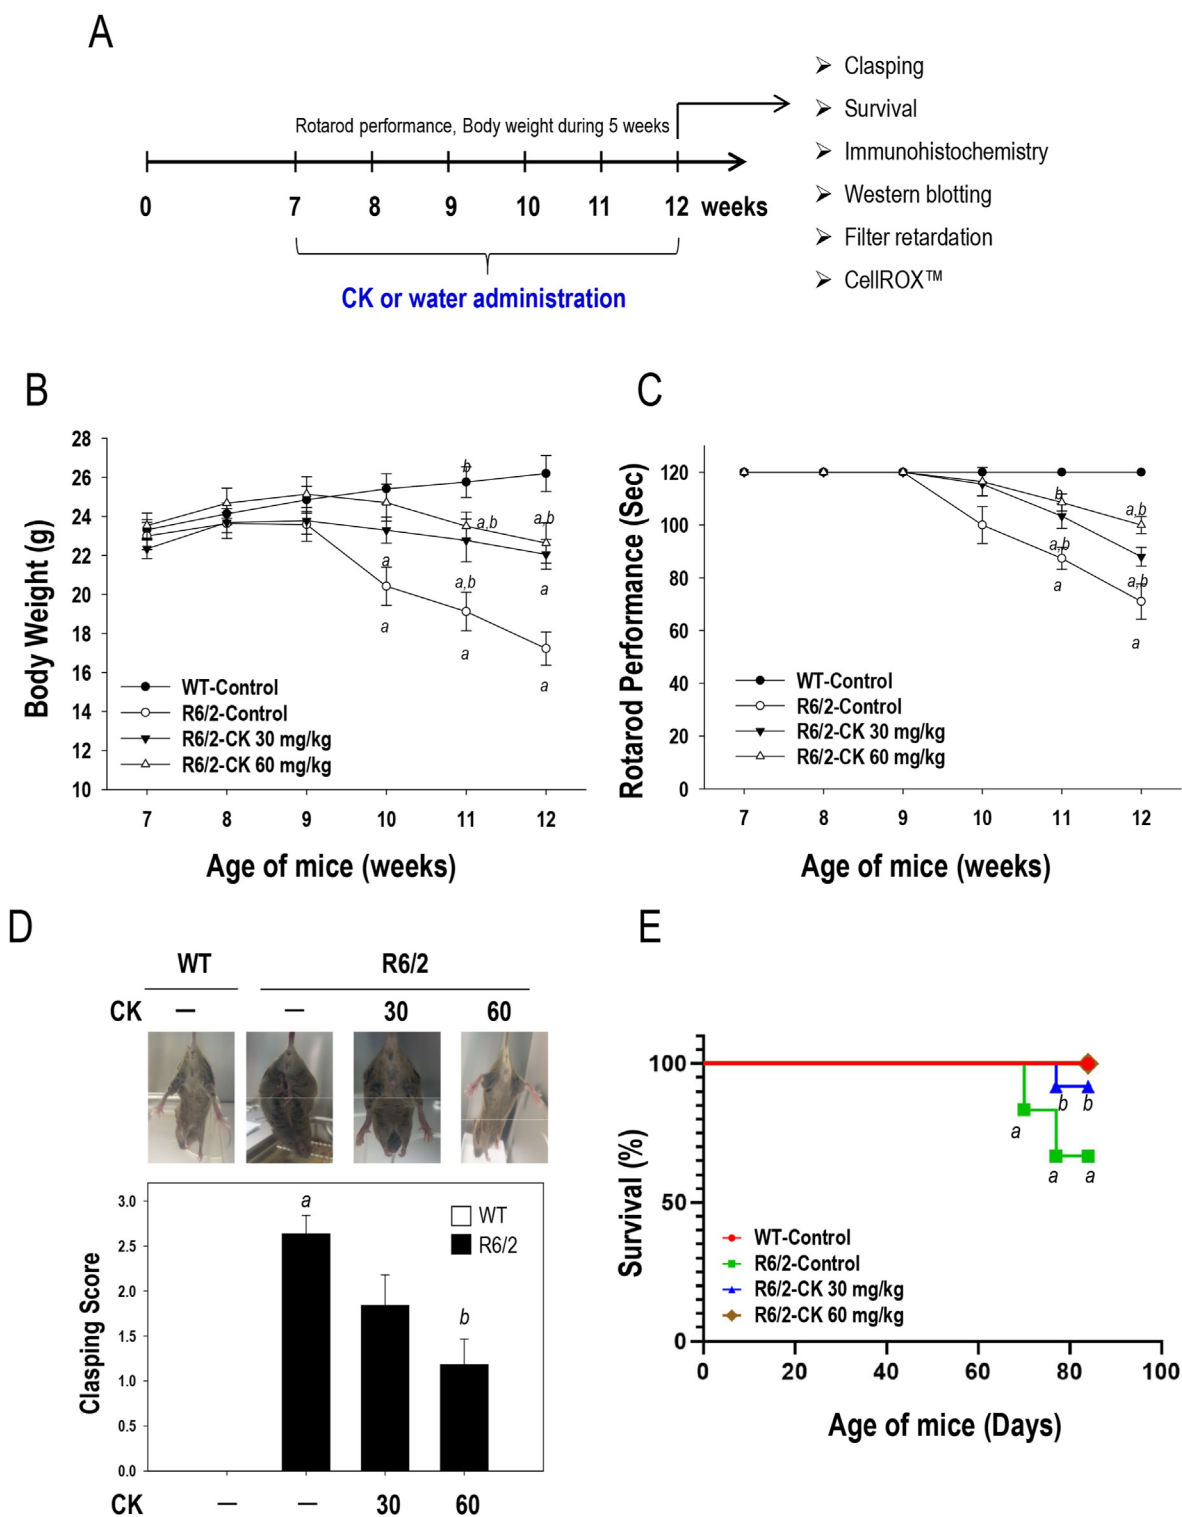 A
Rotarod performance, Body weight during 5 weeks
0 7 8 9 10 11 12 weeks
CK or water administration
➢ Clasping
➢ Survival
➢ Immunohistochemistry
➢ Western blotting
➢ Filter retardation
➢ CellROX™
B
Body Weight (g)
28
26
24
22
20
18
16
14
12
10
b
a,b
a,b
a
a,b
a
a
a
a
WT-Control
R6/2-Control
R6/2-CK 30 mg/kg
R6/2-CK 60 mg/kg
7 8 9 10 11 12
Age of mice (weeks)
C
Rotarod Performance (Sec)
120
100
80
60
40
20
0
b
a,b
a,b
a
a,b
a
WT-Control
R6/2-Control
R6/2-CK 30 mg/kg
R6/2-CK 60 mg/kg
7 8 9 10 11 12
Age of mice (weeks)
D
WT R6/2
CK — — 30 60
Clasping Score
3.0
2.5
2.0
1.5
1.0
0.5
0.0
a
b
WT
R6/2
CK — — 30 60
E
Survival (%)
100
50
0
b b
a
a a
WT-Control
R6/2-Control
R6/2-CK 30 mg/kg
R6/2-CK 60 mg/kg
0 20 40 60 80 100
Age of mice (Days)